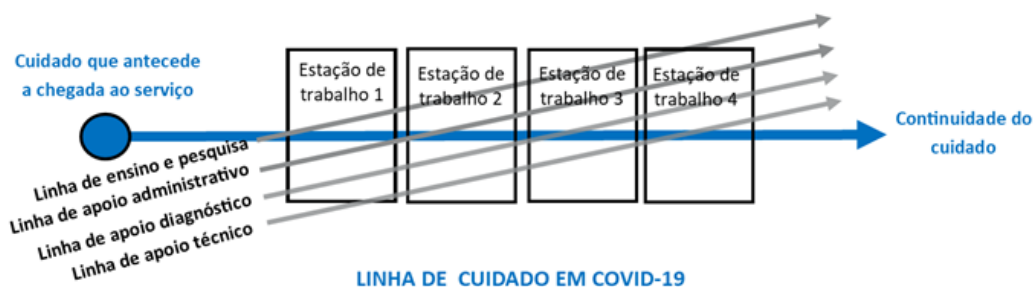 Cuidado que antecede
a chegada ao serviço
Estação de
trabalho 1
Estação de
trabalho 2
Estação de
trabalho 3
Estação de
trabalho 4
Continuidade do
cuidado
Linha de ensino e pesquisa
Linha de apoio administrativo
Linha de apoio diagnóstico
Linha de apoio técnico
LINHA DE CUIDADO EM COVID-19